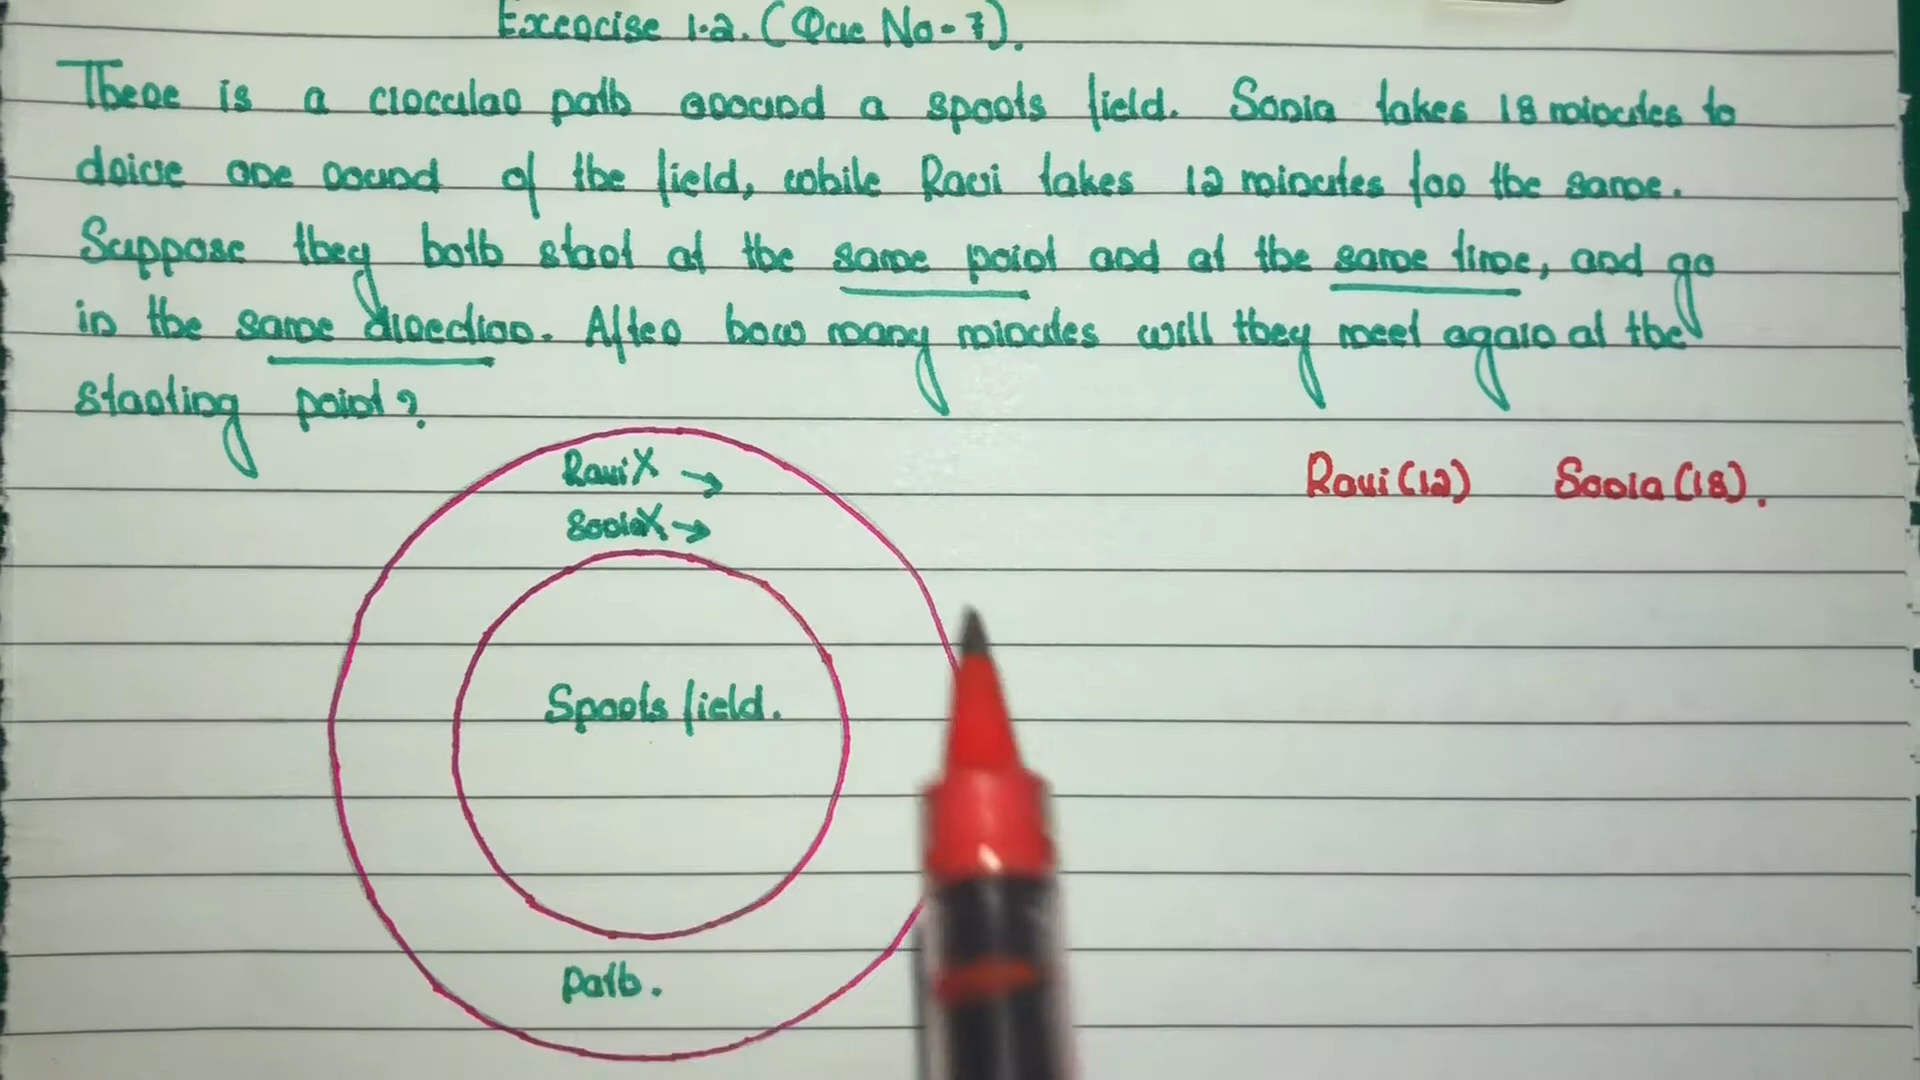 Exercise 1.2. (Que No-7).
There is a circular path around a sports field. Sonia takes 18 minutes to
drive one round of the field, while Ravi takes 12 minutes for the same.
Suppose they both start at the same point and at the same time, and go
in the same direction. After how many minutes will they meet again at the
starting point?
Ravi X →
Sonia X →
Ravi (12) Sonia (18).
Sports field.
Path.